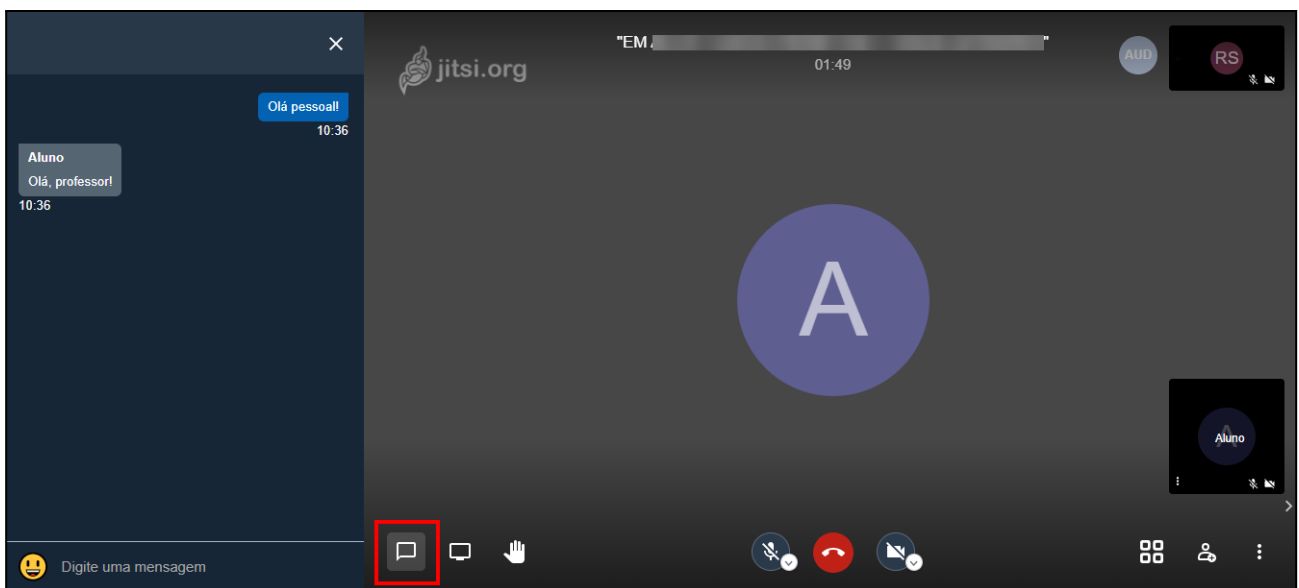 Olá pessoal!
10:36
Aluno
Olá, professor!
10:36
Digite uma mensagem
jitsi.org
"EM "
01:49
AUD
RS
A
A
Aluno